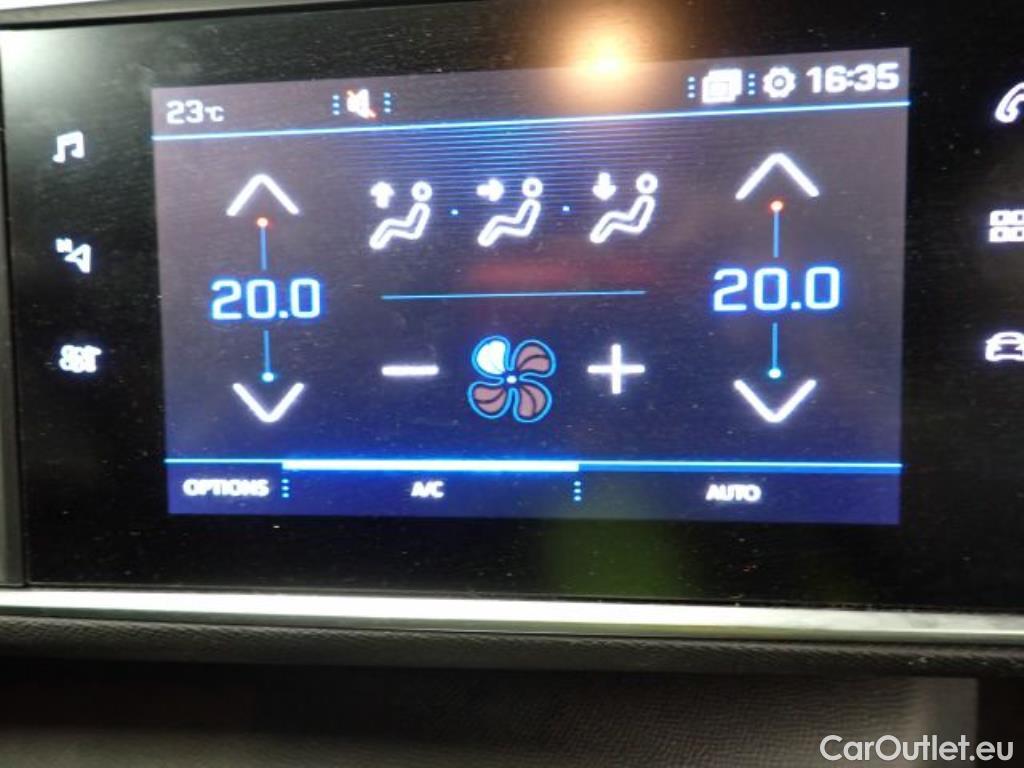 23°C
16:35
20.0
20.0
OPTIONS
A/C
AUTO
CarOutlet.eu